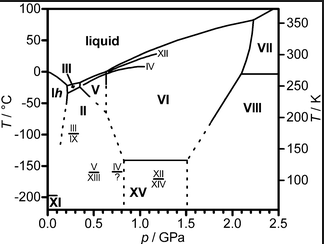 100
50
0
-50
-100
-150
-200
T / °C
350
300
250
200
150
100
T / K
0.0
0.5
1.0
1.5
2.0
2.5
p / GPa
liquid
III
Ih
V
II
XII
IV
VI
VII
VIII
III
IX
V
XIII
IV
?
XII
XIV
XV
XI